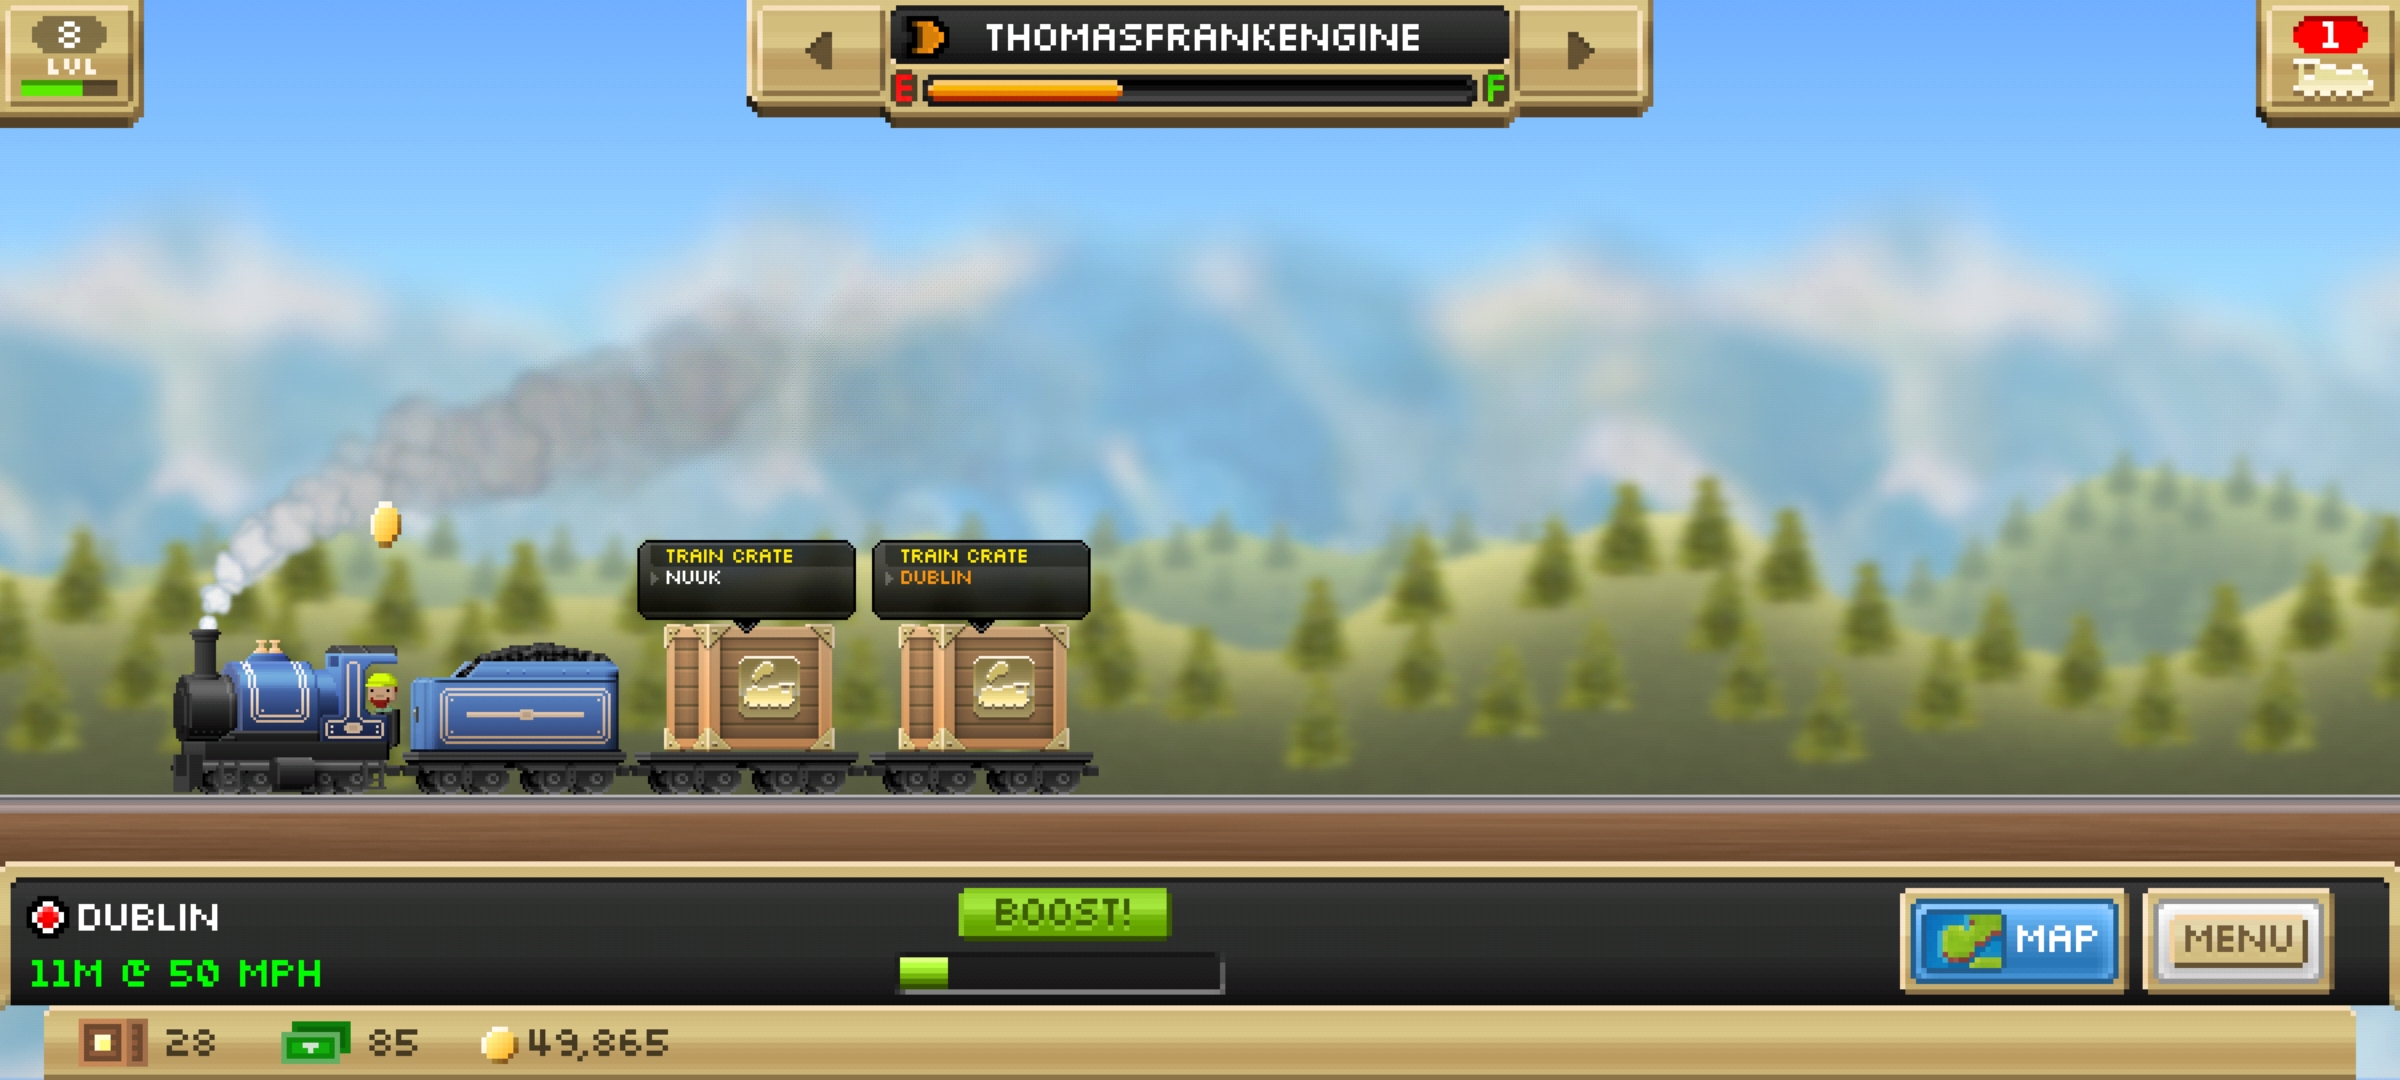 8
LVL
THOMASFRANKENGINE
E
F
1
TRAIN CRATE
NUUK
TRAIN CRATE
DUBLIN
DUBLIN
11M @ 50 MPH
BOOST!
MAP
MENU
28
85
49,865